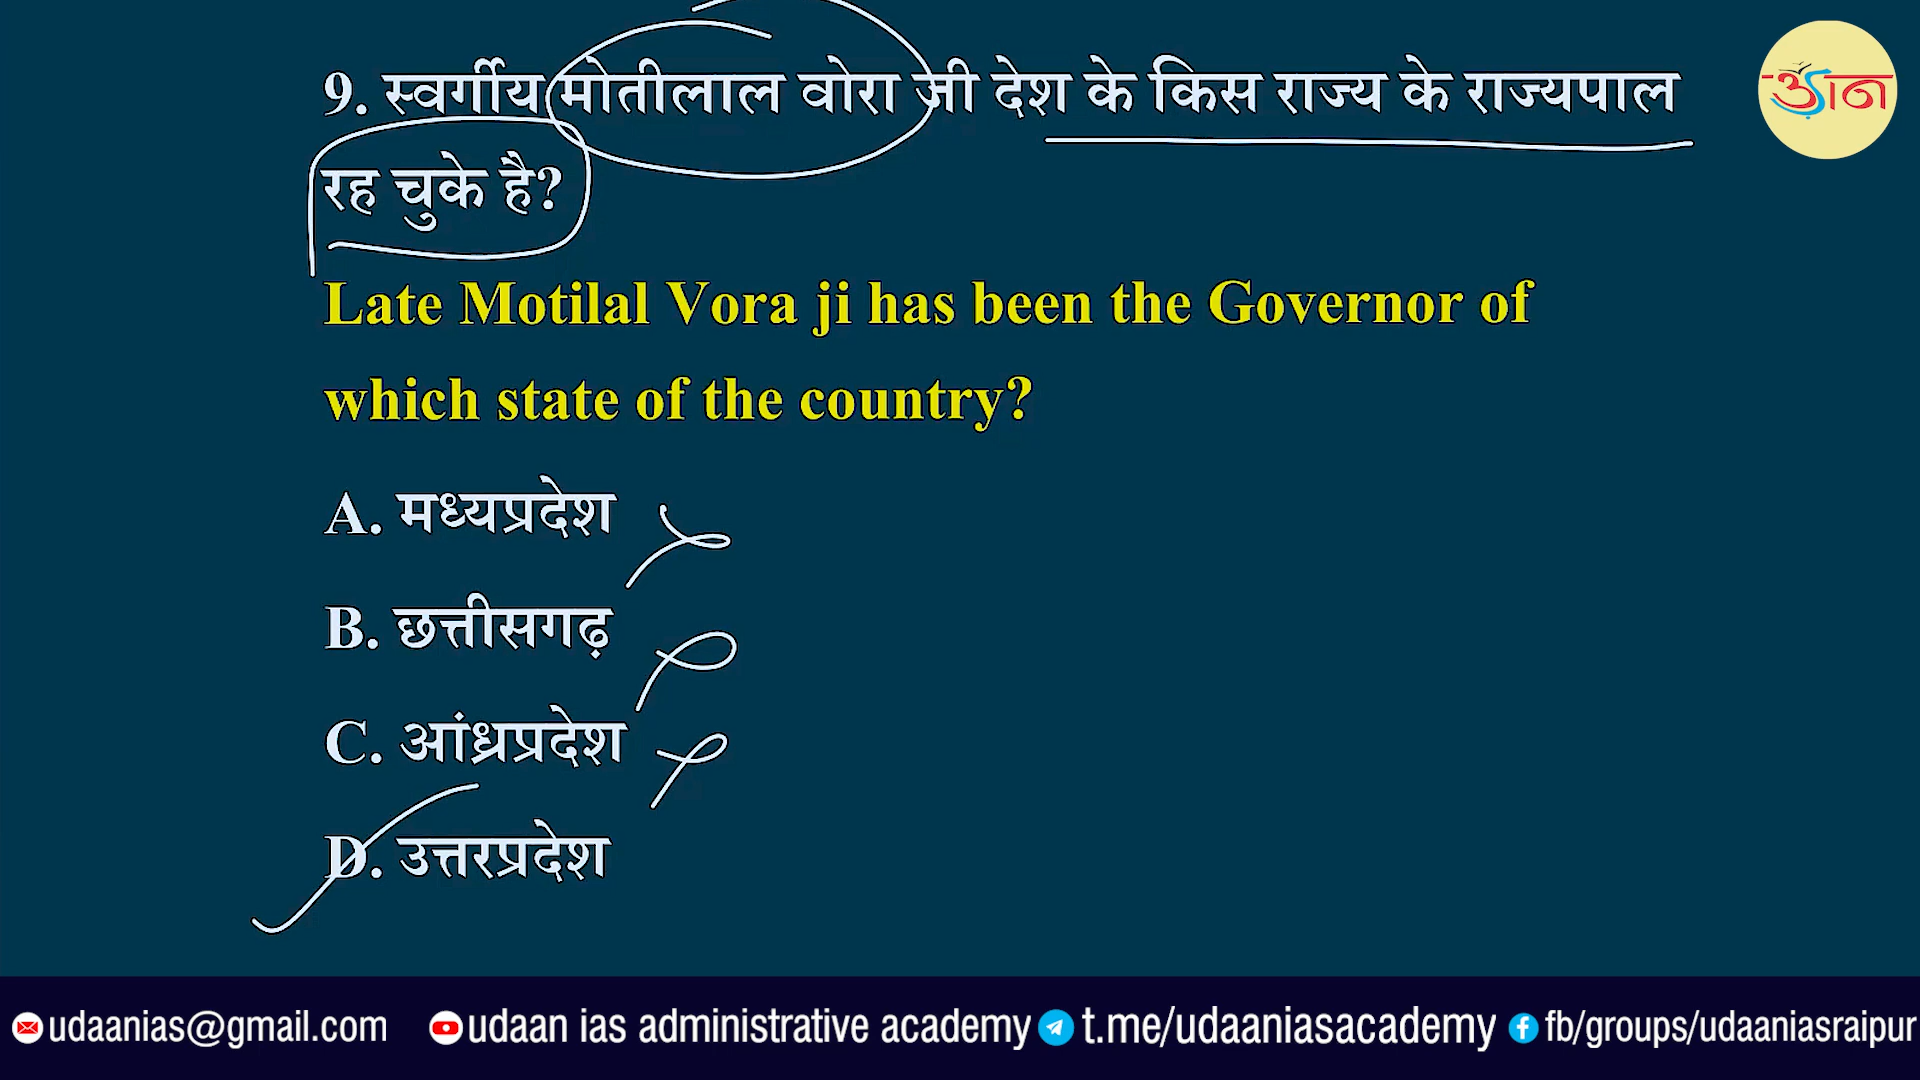 9. स्वर्गीय मोतीलाल वोरा जी देश के किस राज्य के राज्यपाल
रह चुके है?
Late Motilal Vora ji has been the Governor of
which state of the country?
A. मध्यप्रदेश
B. छत्तीसगढ़
C. आंध्रप्रदेश
D. उत्तरप्रदेश
उड़ान
udaanias@gmail.com udaan ias administrative academy t.me/udaaniasacademy fb/groups/udaaniasraipur